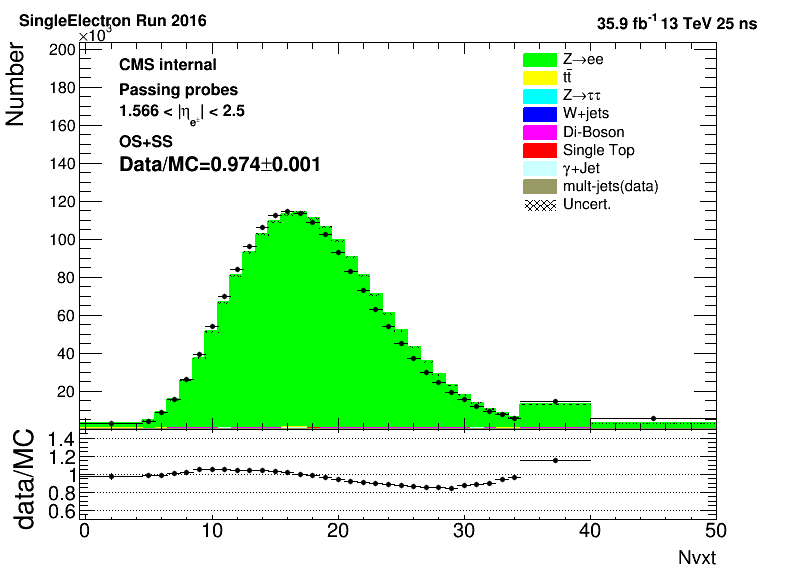 SingleElectron Run 2016
35.9 fb-1 13 TeV 25 ns
×10³
Number
200
180
160
140
120
100
80
60
40
20
CMS internal
Passing probes
1.566 < |ηe±| < 2.5
OS+SS
Data/MC=0.974±0.001
Z→ee
tt̄
Z→ττ
W+jets
Di-Boson
Single Top
γ+Jet
mult-jets(data)
Uncert.
data/MC
1.4
1.2
1
0.8
0.6
0 10 20 30 40 50
Nvxt